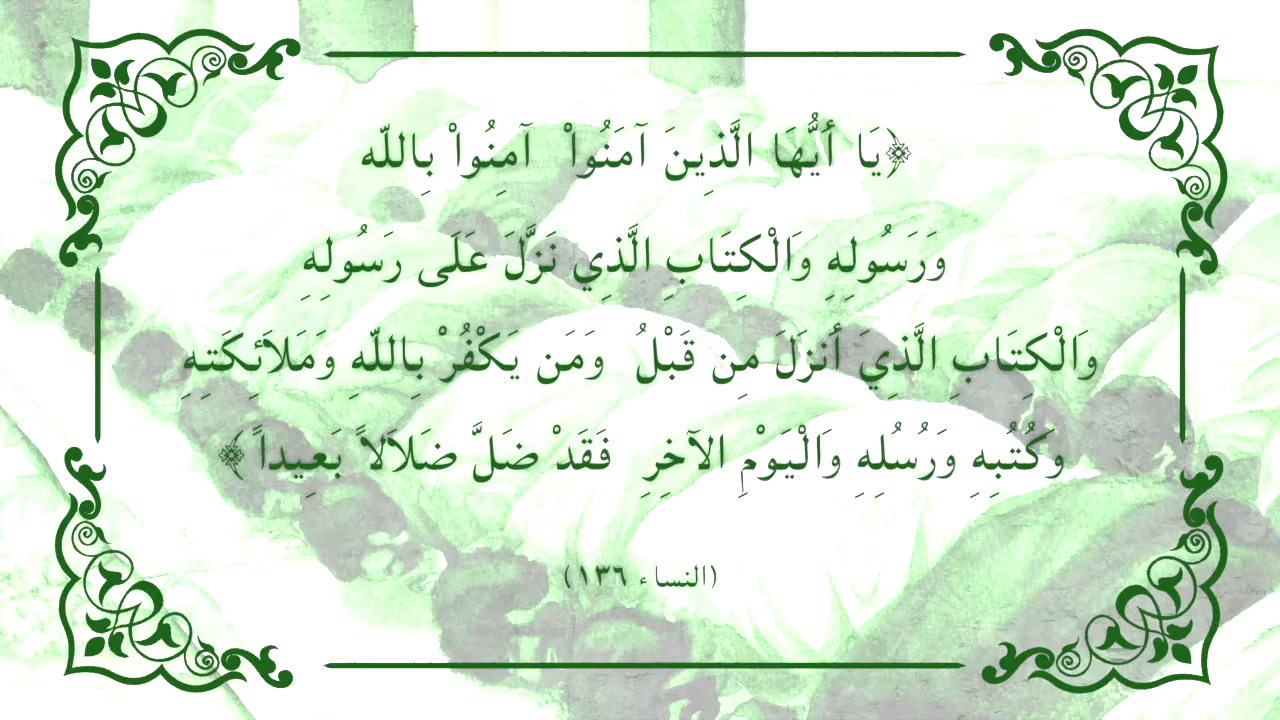 ﴿يَا أَيُّهَا الَّذِينَ آمَنُواْ آمِنُواْ بِاللّه
وَرَسُولِهِ وَالْكِتَابِ الَّذِي نَزَّلَ عَلَى رَسُولِهِ
وَالْكِتَابِ الَّذِيَ أَنزَلَ مِن قَبْلُ وَمَن يَكْفُرْ بِاللّهِ وَمَلاَئِكَتِهِ
وَكُتُبِهِ وَرُسُلِهِ وَالْيَوْمِ الآخِرِ فَقَدْ ضَلَّ ضَلاَلاً بَعِيداً ﴾
(النساء ١٣٦)